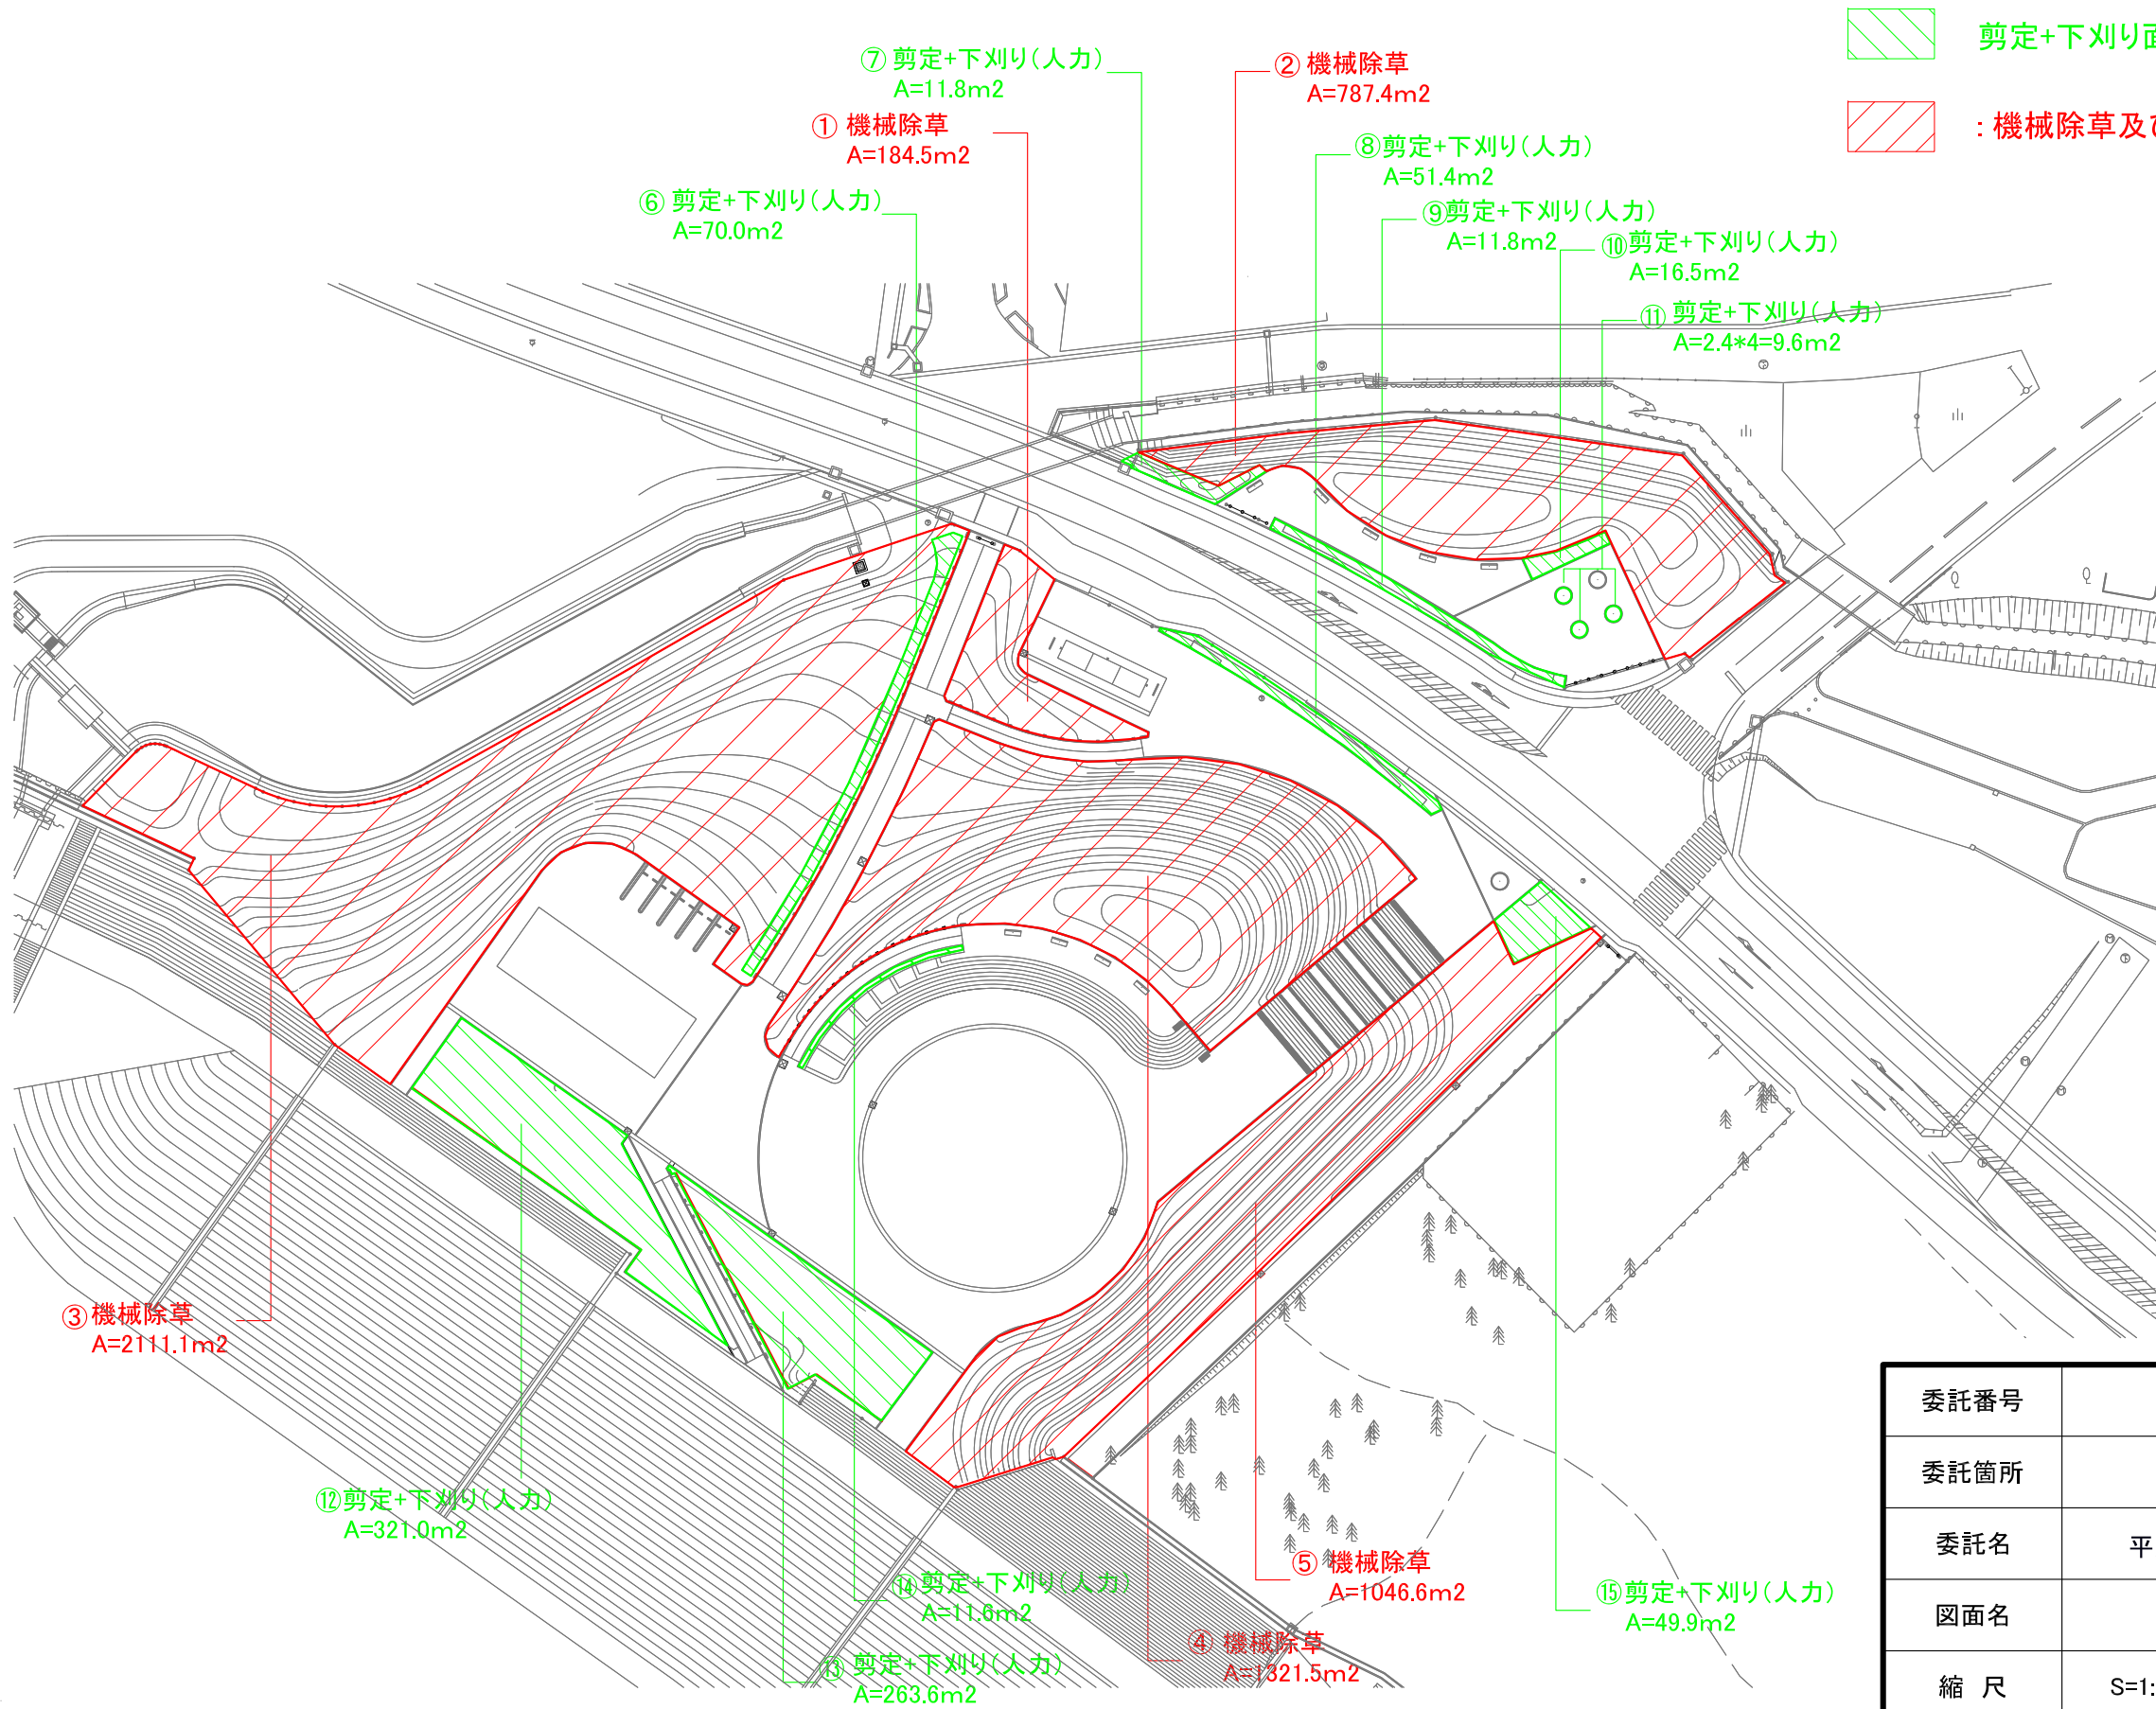 剪定+下刈り面
:機械除草及び
⑦ 剪定+下刈り(人力)
A=11.8m2
② 機械除草
A=787.4m2
① 機械除草
A=184.5m2
⑧剪定+下刈り(人力)
A=51.4m2
⑥ 剪定+下刈り(人力)
A=70.0m2
⑨剪定+下刈り(人力)
A=11.8m2
⑩剪定+下刈り(人力)
A=16.5m2
⑪ 剪定+下刈り(人力)
A=2.4*4=9.6m2
③機械除草
A=2111.1m2
⑫剪定+下刈り(人力)
A=321.0m2
⑭剪定+下刈り(人力)
A=11.6m2
⑬ 剪定+下刈り(人力)
A=263.6m2
④ 機械除草
A=1321.5m2
⑤ 機械除草
A=1046.6m2
⑮剪定+下刈り(人力)
A=49.9m2
委託番号
委託箇所
委託名 平
図面名
縮 尺 S=1: